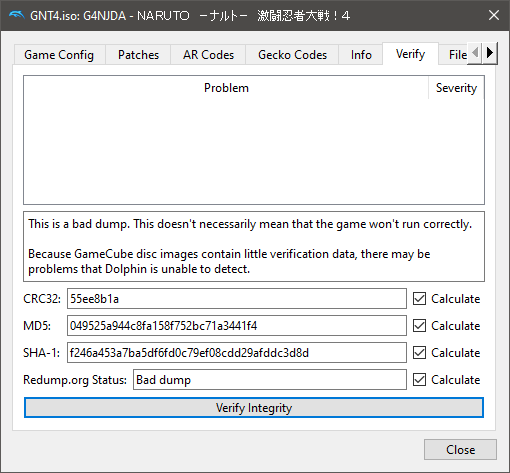 GNT4.iso: G4NJDA - NARUTO －ナルト－ 激闘忍者大戦！4
Game Config Patches AR Codes Gecko Codes Info Verify File
Problem Severity
This is a bad dump. This doesn't necessarily mean that the game won't run correctly.
Because GameCube disc images contain little verification data, there may be
problems that Dolphin is unable to detect.
CRC32: 55ee8b1a Calculate
MD5: 049525a944c8fa158f752bc71a3441f4 Calculate
SHA-1: f246a453a7ba5df6fd0c79ef08cdd29afddc3d8d Calculate
Redump.org Status: Bad dump Calculate
Verify Integrity
Close